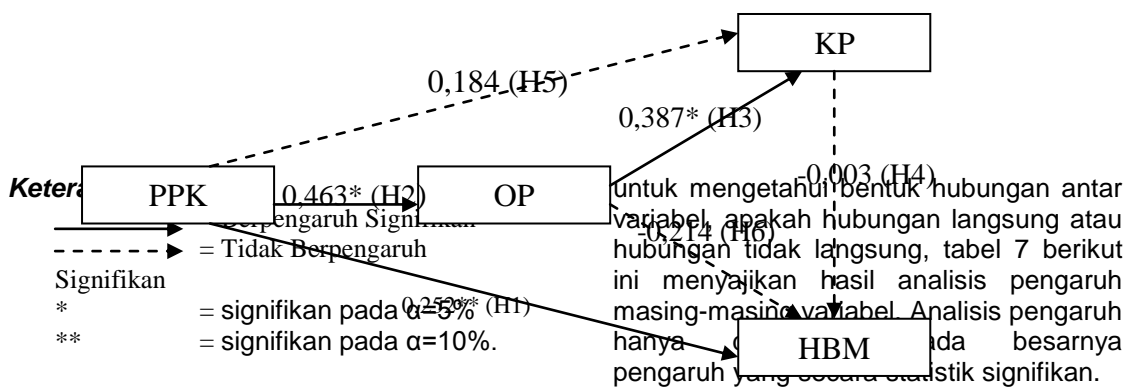 KP
0,184 (H5)
0,387* (H3)
PPK
OP
0,463* (H2)
-0,003 (H4)
-0,214 (H6)
HBM
Berpengaruh Signifikan
= Tidak Berpengaruh
Signifikan
* = signifikan pada α=5%
** = signifikan pada α=10%.
(H1)
untuk mengetahui bentuk hubungan antar
variabel, apakah hubungan langsung atau
hubungan tidak langsung, tabel 7 berikut
ini menyajikan hasil analisis pengaruh
masing-masing variabel. Analisis pengaruh
hanya besarnya
pengaruh yang secara statistik signifikan.